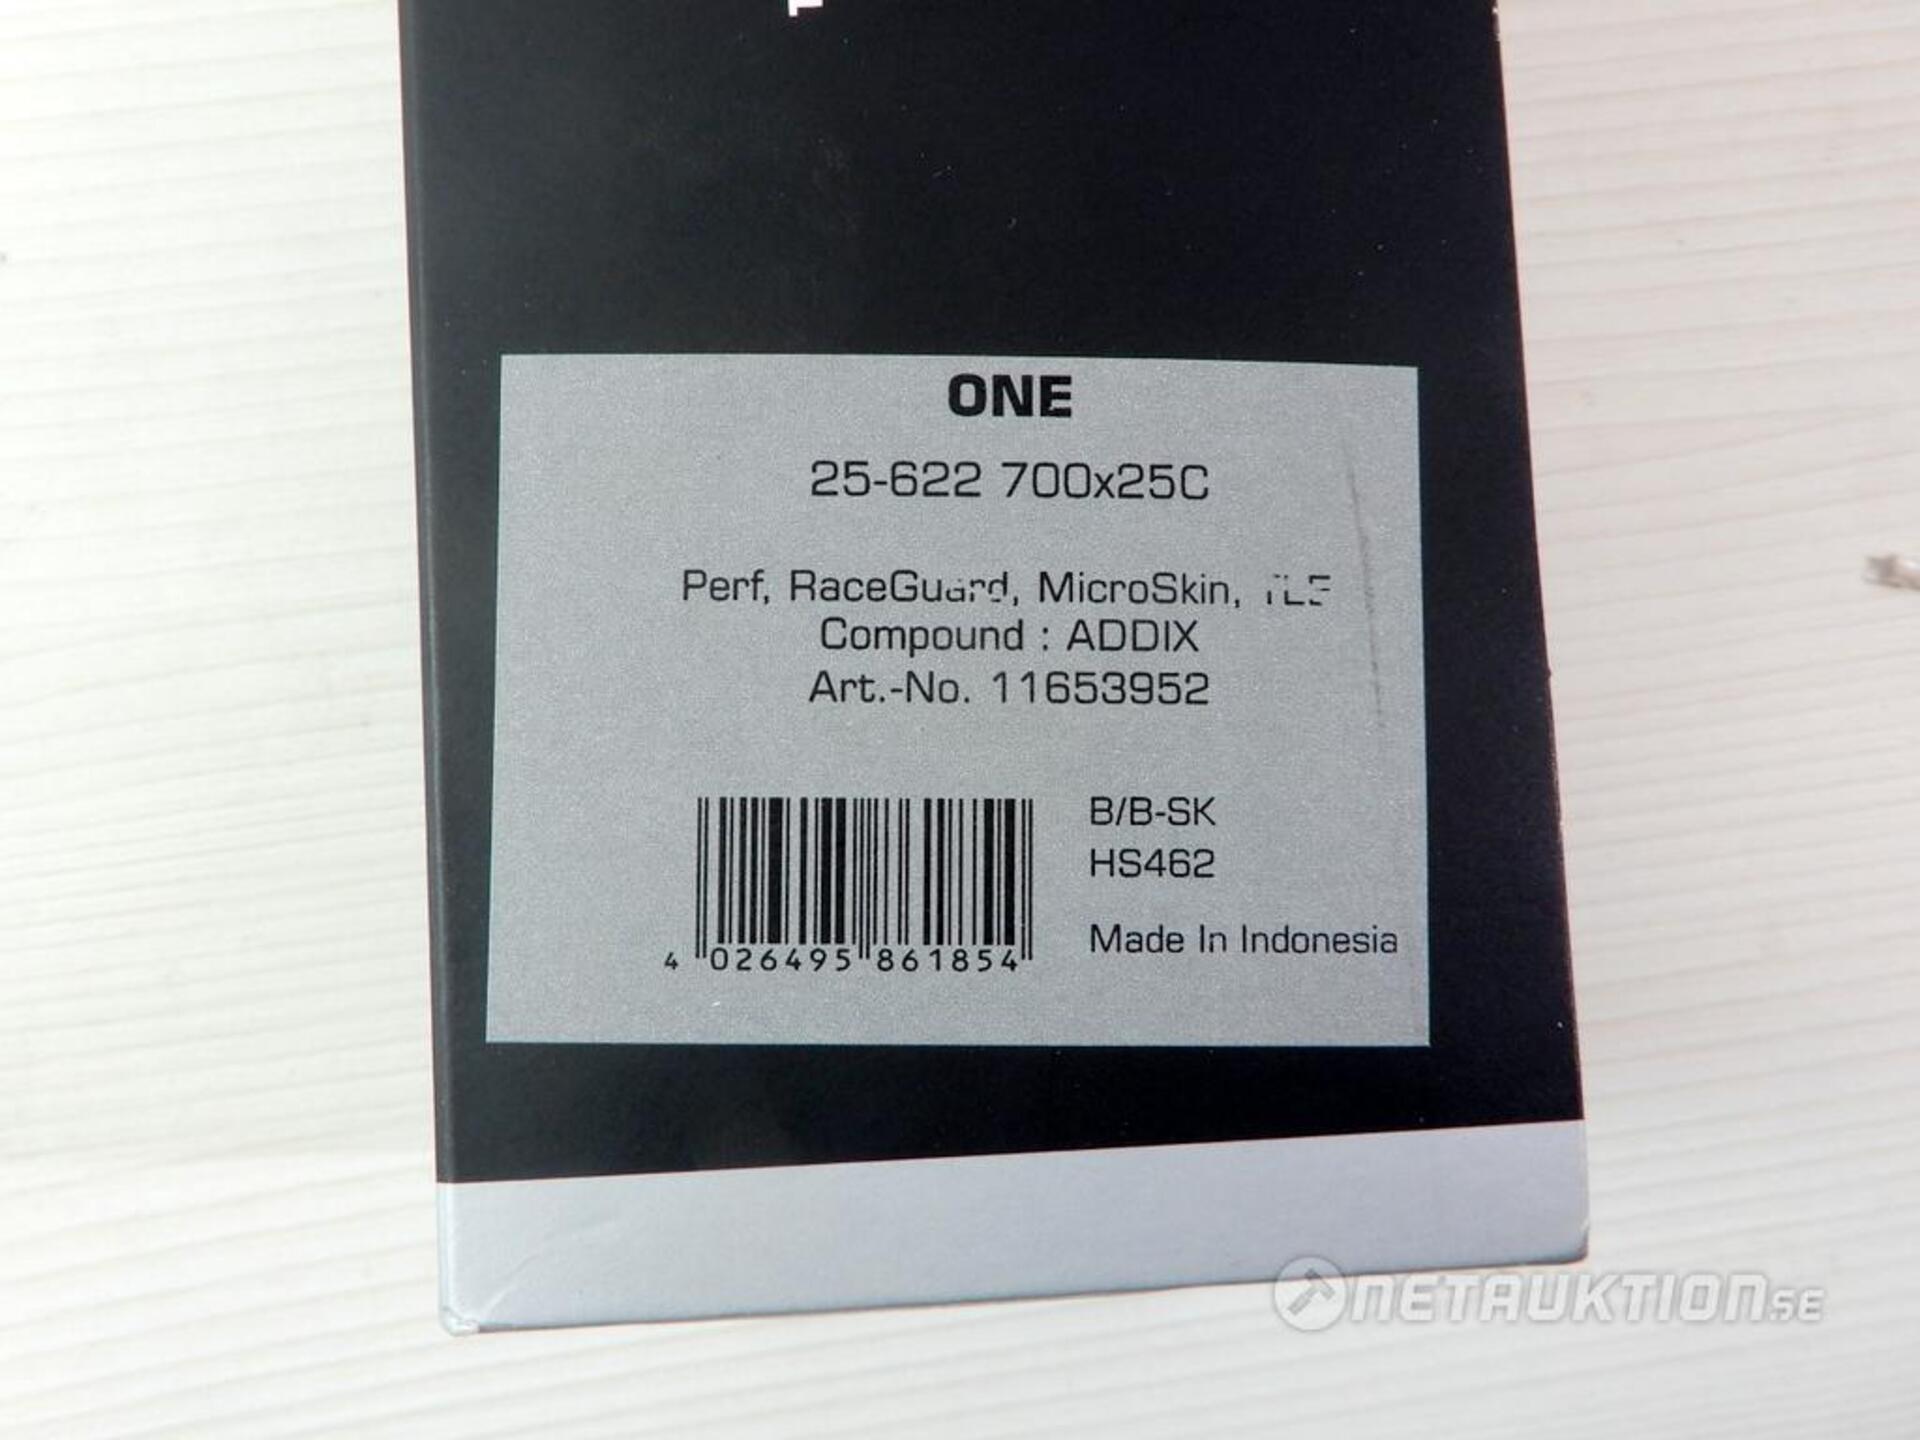 ONE
25-622 700x25C
Perf, RaceGuard, MicroSkin, TLE
Compound : ADDIX
Art.-No. 11653952
B/B-SK
HS462
Made In Indonesia
4 026495 861854
NETAUKTION.SE